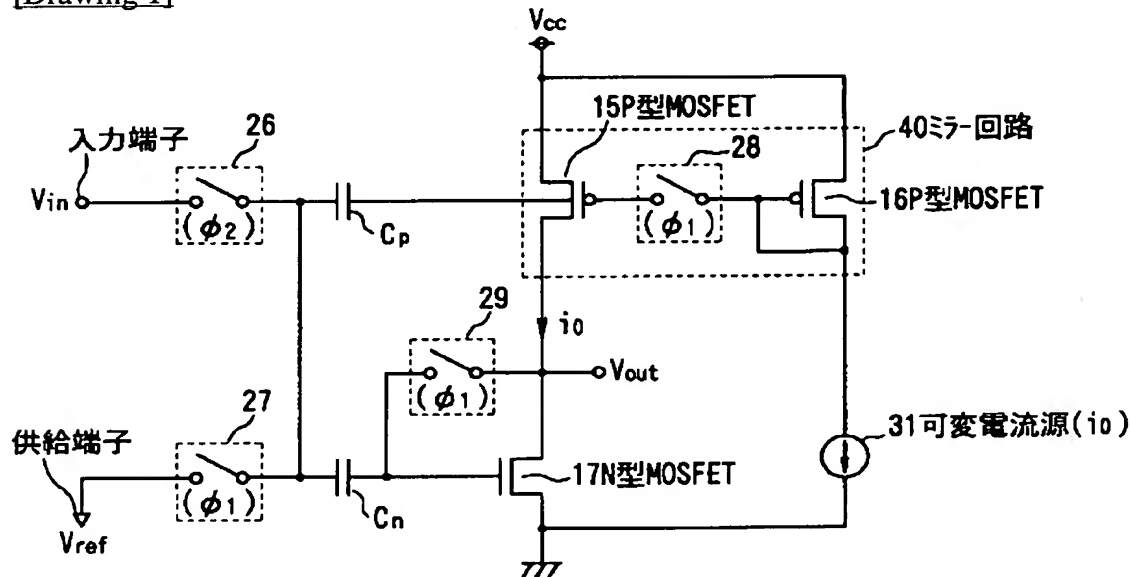 [Drawing 1]
Vcc
15P型MOSFET
40ミラー回路
入力端子
26
28
Vin
(φ2)
Cp
(φ1)
16P型MOSFET
29
i0
Vout
(φ1)
27
供給端子
31可変電流源(i0)
(φ1)
17N型MOSFET
Cn
Vref